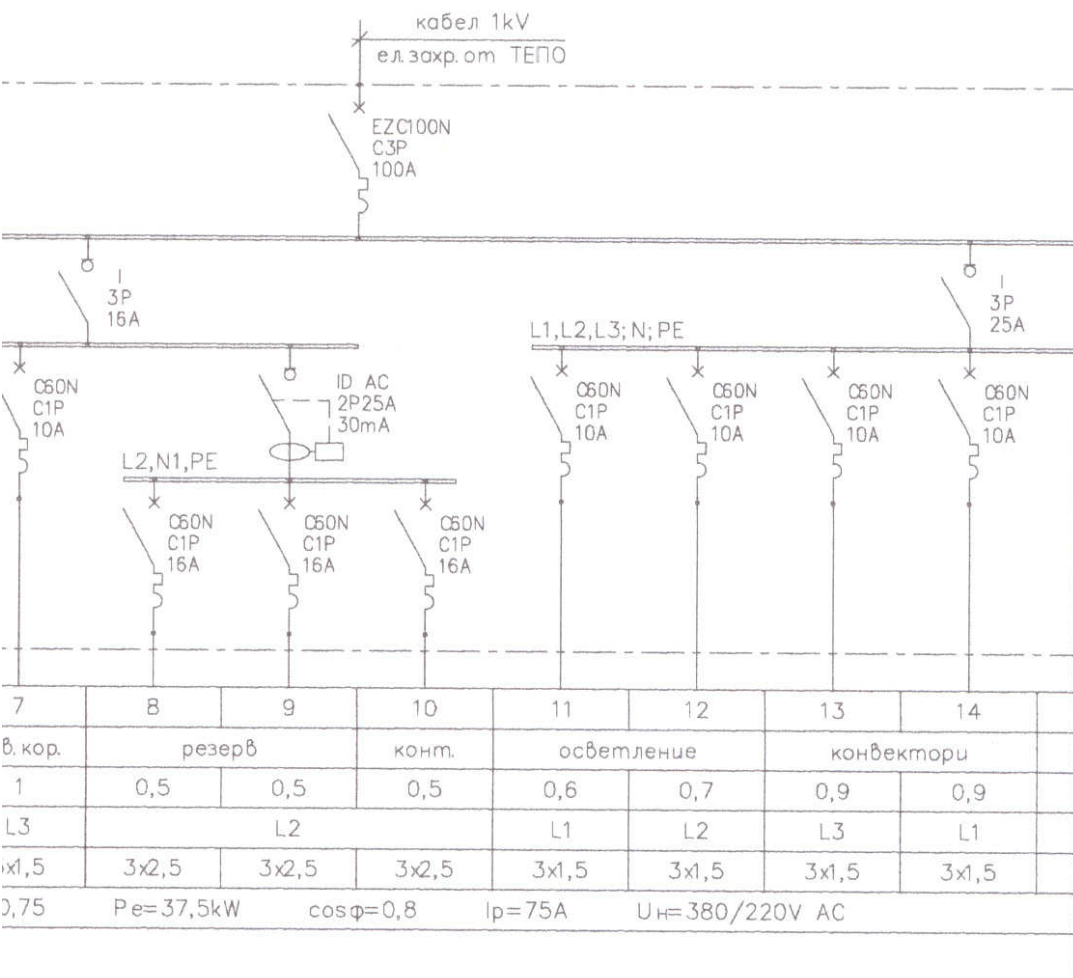 кабел 1kV
ел.захр.от ТЕПО
EZC100N
C3P
100A
I
3P
16A
I
3P
25A
L1,L2,L3;N;PE
C60N
C1P
10A
ID AC
2P25A
30mA
C60N
C1P
10A
C60N
C1P
10A
C60N
C1P
10A
C60N
C1P
10A
L2,N1,PE
C60N
C1P
16A
C60N
C1P
16A
C60N
C1P
16A
7 8 9 10 11 12 13 14
в.кор. резерв конт. осветление конвектори
1 0,5 0,5 0,5 0,6 0,7 0,9 0,9
L3 L2 L1 L2 L3 L1
x1,5 3x2,5 3x2,5 3x2,5 3x1,5 3x1,5 3x1,5 3x1,5
0,75 Pe=37,5kW cosφ=0,8 Ip=75A Uн=380/220V AC